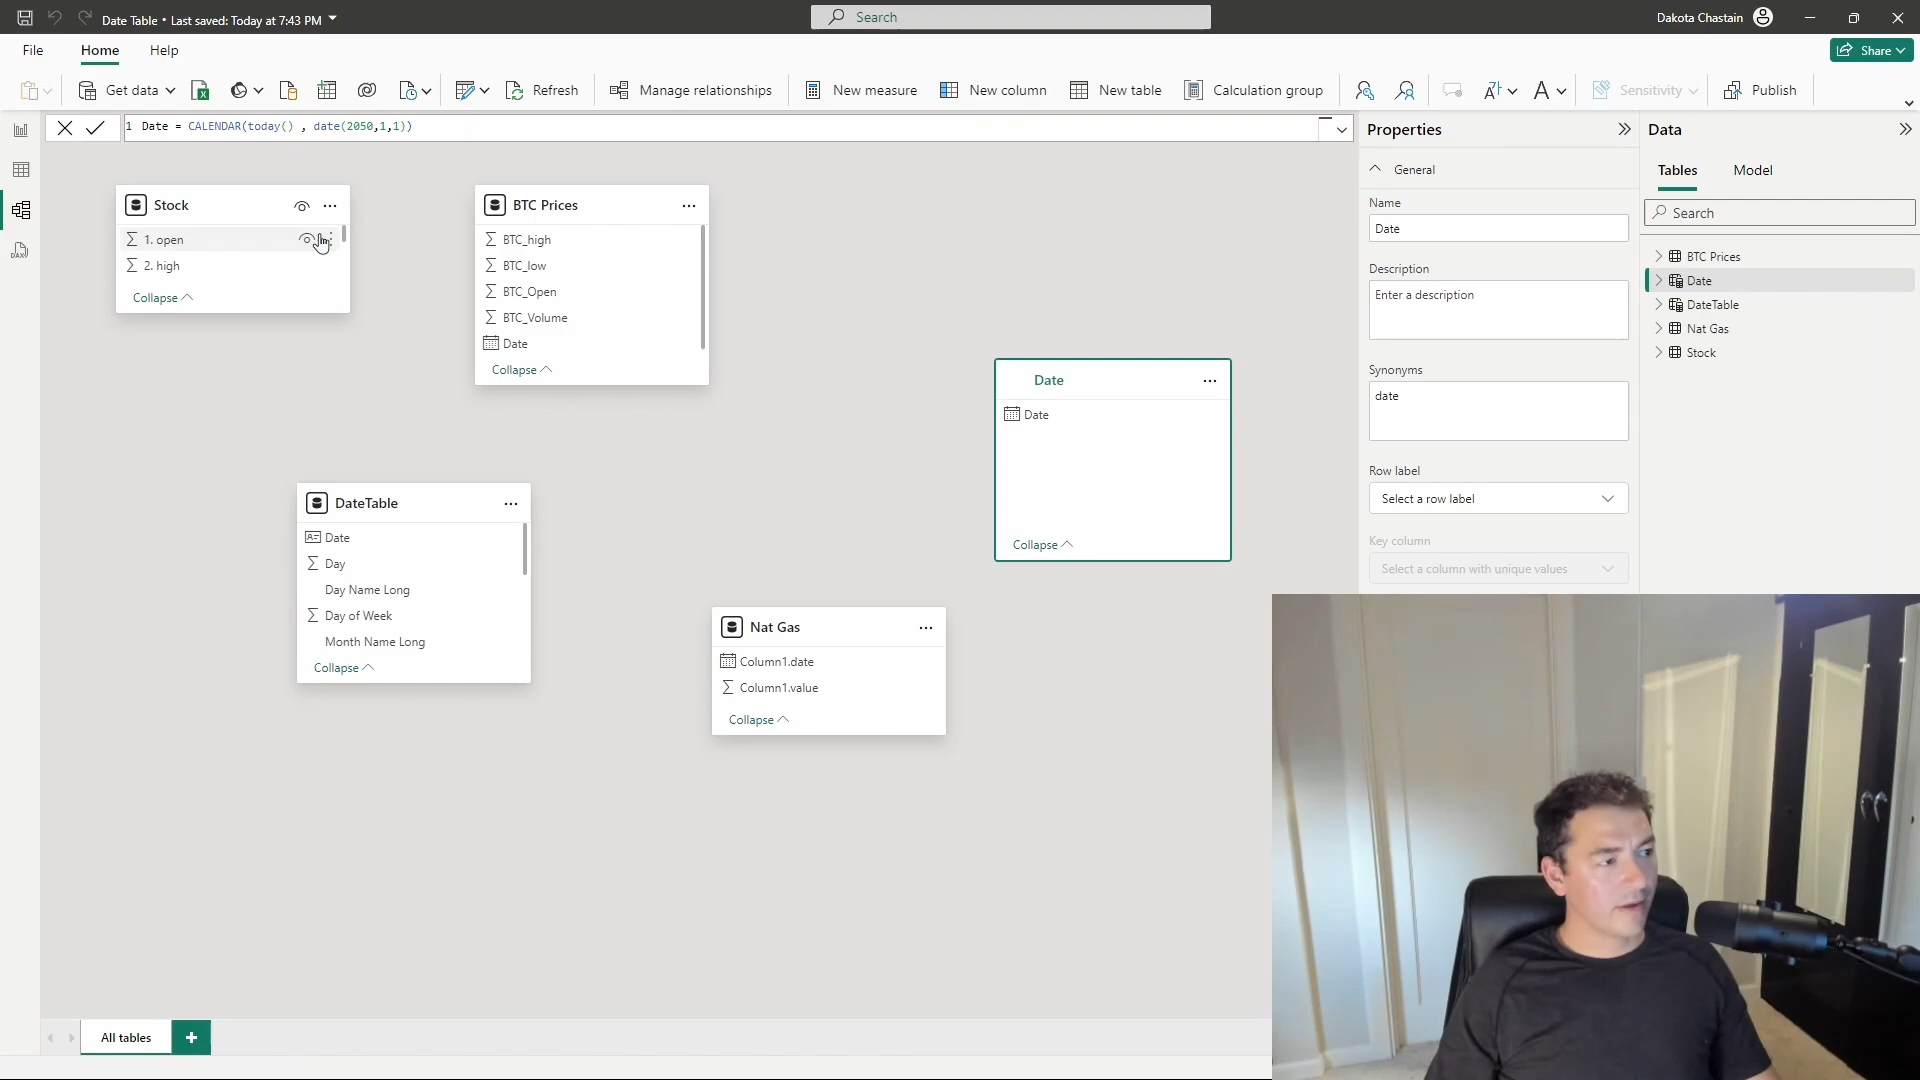 Date Table • Last saved: Today at 7:43 PM
Search
Dakota Chastain
File
Home
Help
Share
Get data
Refresh
Manage relationships
New measure
New column
New table
Calculation group
Sensitivity
Publish
1 Date = CALENDAR(today() , date(2050,1,1))
Stock
1. open
2. high
Collapse
BTC Prices
BTC_high
BTC_low
BTC_Open
BTC_Volume
Date
Collapse
Date
Date
Collapse
DateTable
Date
Day
Day Name Long
Day of Week
Month Name Long
Collapse
Nat Gas
Column1.date
Column1.value
Collapse
All tables
Properties
General
Name
Date
Description
Enter a description
Synonyms
date
Row label
Select a row label
Key column
Select a column with unique values
Data
Tables
Model
Search
BTC Prices
Date
DateTable
Nat Gas
Stock